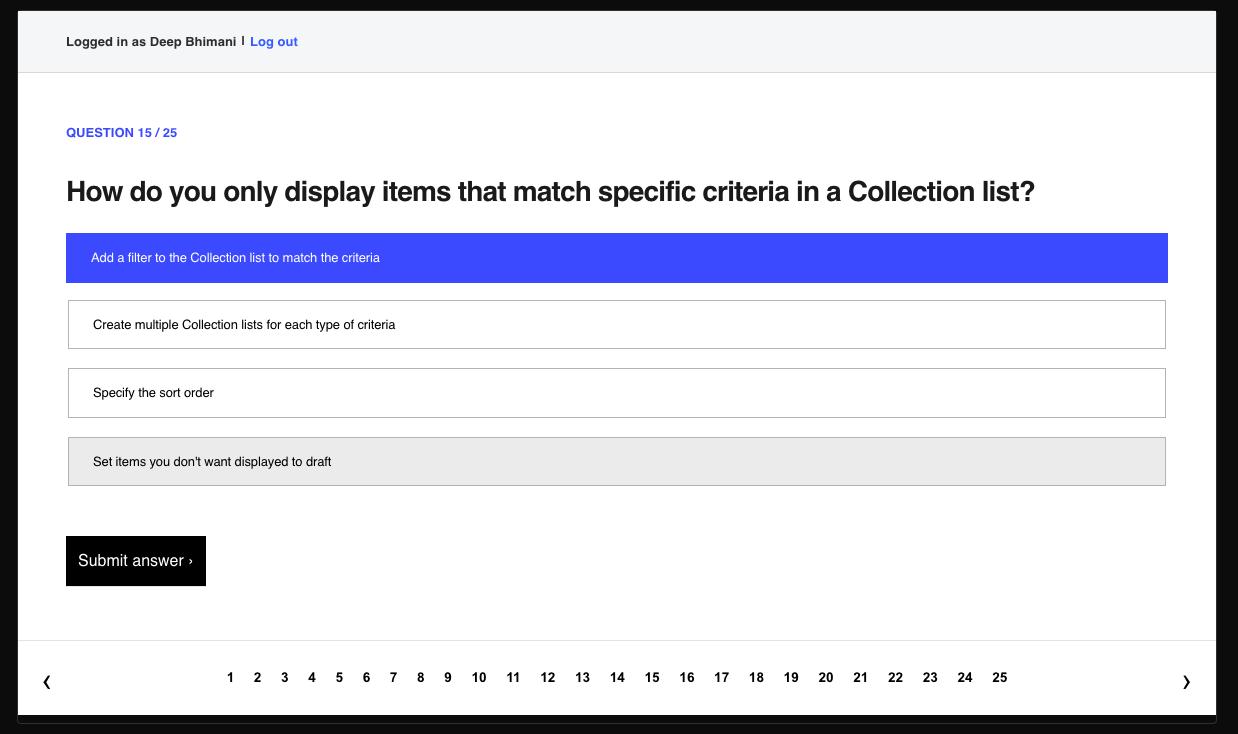 Logged in as Deep Bhimani | Log out
QUESTION 15 / 25
How do you only display items that match specific criteria in a Collection list?
Add a filter to the Collection list to match the criteria
Create multiple Collection lists for each type of criteria
Specify the sort order
Set items you don't want displayed to draft
Submit answer ›
‹ 1 2 3 4 5 6 7 8 9 10 11 12 13 14 15 16 17 18 19 20 21 22 23 24 25 ›